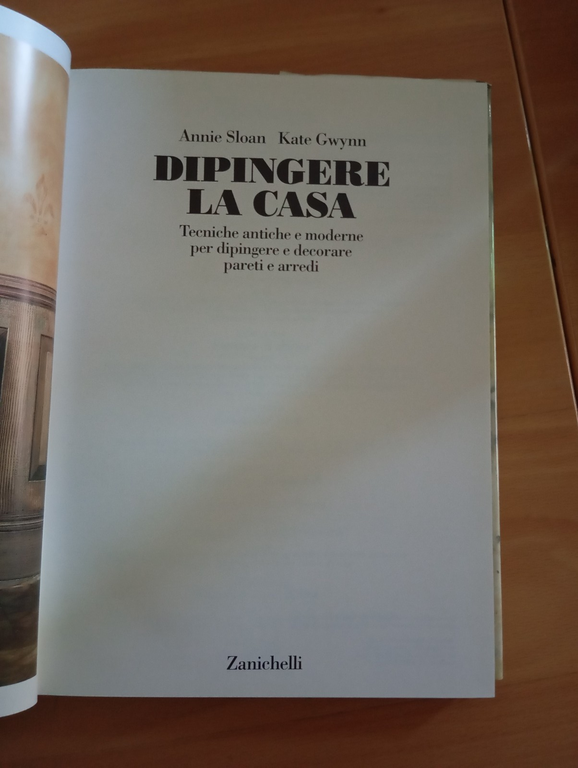 Annie Sloan Kate Gwynn
DIPINGERE
LA CASA
Tecniche antiche e moderne
per dipingere e decorare
pareti e arredi
Zanichelli